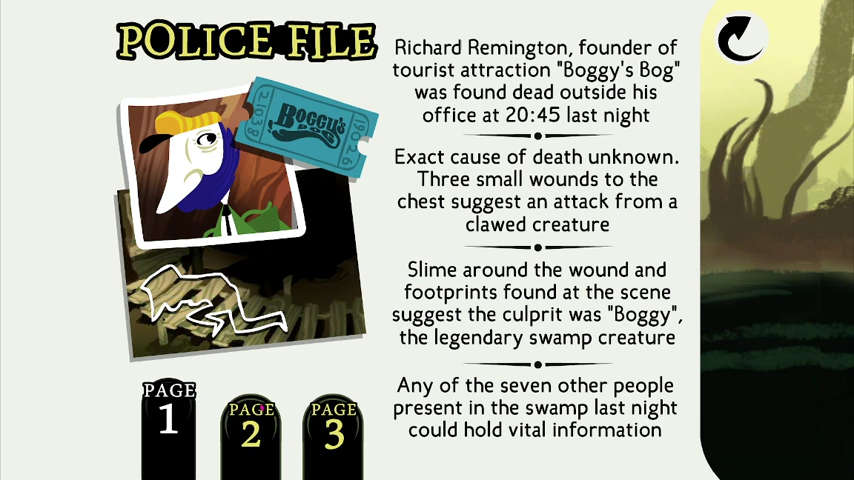 POLICE FILE
21038
BOGGY'S
BOG
19026
Richard Remington, founder of
tourist attraction "Boggy's Bog"
was found dead outside his
office at 20:45 last night
Exact cause of death unknown.
Three small wounds to the
chest suggest an attack from a
clawed creature
Slime around the wound and
footprints found at the scene
suggest the culprit was "Boggy",
the legendary swamp creature
Any of the seven other people
present in the swamp last night
could hold vital information
PAGE
1
PAGE
2
PAGE
3